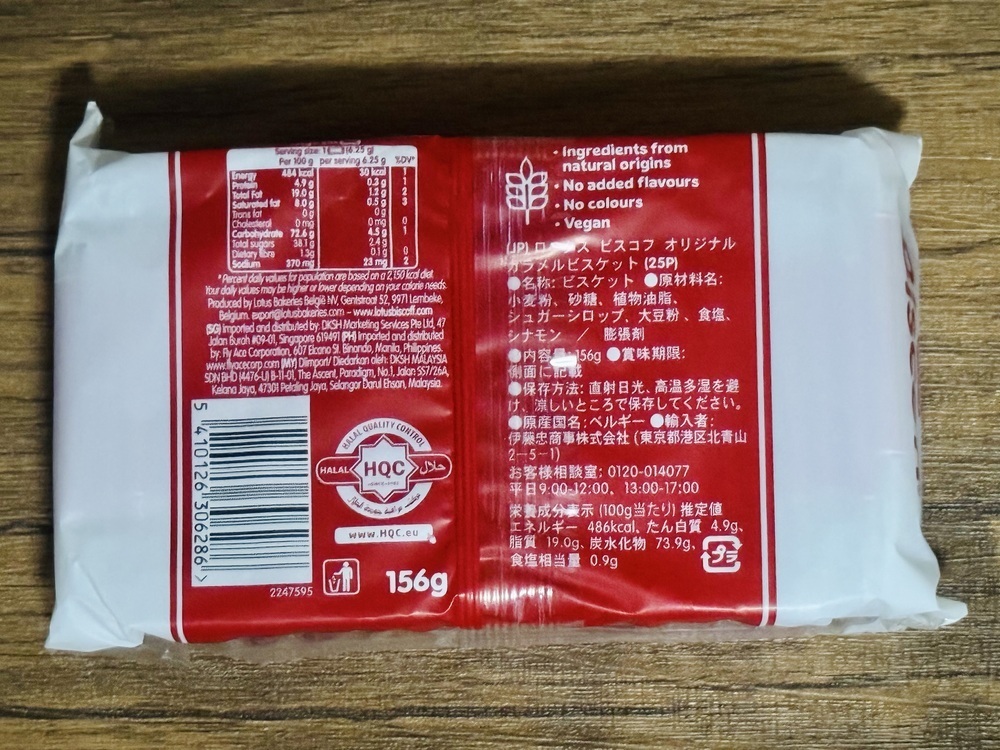 Serving size: 1 (6.25 g)
Per 100 g per serving 6.25 g %DV*
Energy 484 kcal 30 kcal 1
Protein 4.9 g 0.3 g 1
Total Fat 19.0 g 1.2 g 2
Saturated fat 8.0 g 0.5 g 3
Trans fat 0 g 0 g
Cholesterol 0 mg 0 mg 0
Carbohydrate 72.6 g 4.5 g 1
Total sugars 38.1 g 2.4 g
Dietary fibre 1.3g 0.1 g 0
Sodium 370 mg 23 mg 2
* Percent daily values for population are based on a 2,150 kcal diet.
Your daily values may be higher or lower depending on your calorie needs.
Produced by Lotus Bakeries België NV, Gentstraat 52, 9971 Lembeke,
Belgium. export@lotusbakeries.com – www.lotusbiscoff.com
(SG) Imported and distributed by: DKSH Marketing Services Pte Ltd, 47
Jalan Buroh #09-01, Singapore 619491 (PH) Imported and distributed
by: Fly Ace Corporation, 607 Elcano St. Binondo, Manila, Philippines.
www.flyacecorp.com (MY) Diimport/ Diedarkan oleh: DKSH MALAYSIA
SDN BHD (4476-U) B-11-01, The Ascent, Paradigm, No.1, Jalan SS7/26A,
Kelana Jaya, 47301 Petaling Jaya, Selangor Darul Ehsan, Malaysia.
5 410126 306286 >
2247595
HALAL QUALITY CONTROL
HALAL HQC حلال
www.HQC.eu
156g
• Ingredients from
natural origins
• No added flavours
• No colours
• Vegan
(JP) ロータス ビスコフ オリジナル
カラメルビスケット (25P)
●名称: ビスケット ●原材料名:
小麦粉、砂糖、植物油脂、
シュガーシロップ、大豆粉、食塩、
シナモン / 膨張剤
●内容 156g ●賞味期限:
側面に記載
●保存方法: 直射日光、高温多湿を避
け、涼しいところで保存してください。
●原産国名: ベルギー ●輸入者:
伊藤忠商事株式会社 (東京都港区北青山
2-5-1)
お客様相談室; 0120-014077
平日9:00-12:00、13:00-17:00
栄養成分表示 (100g当たり) 推定値
エネルギー 486kcal、たん白質 4.9g、
脂質 19.0g、炭水化物 73.9g、
食塩相当量 0.9g
プラ